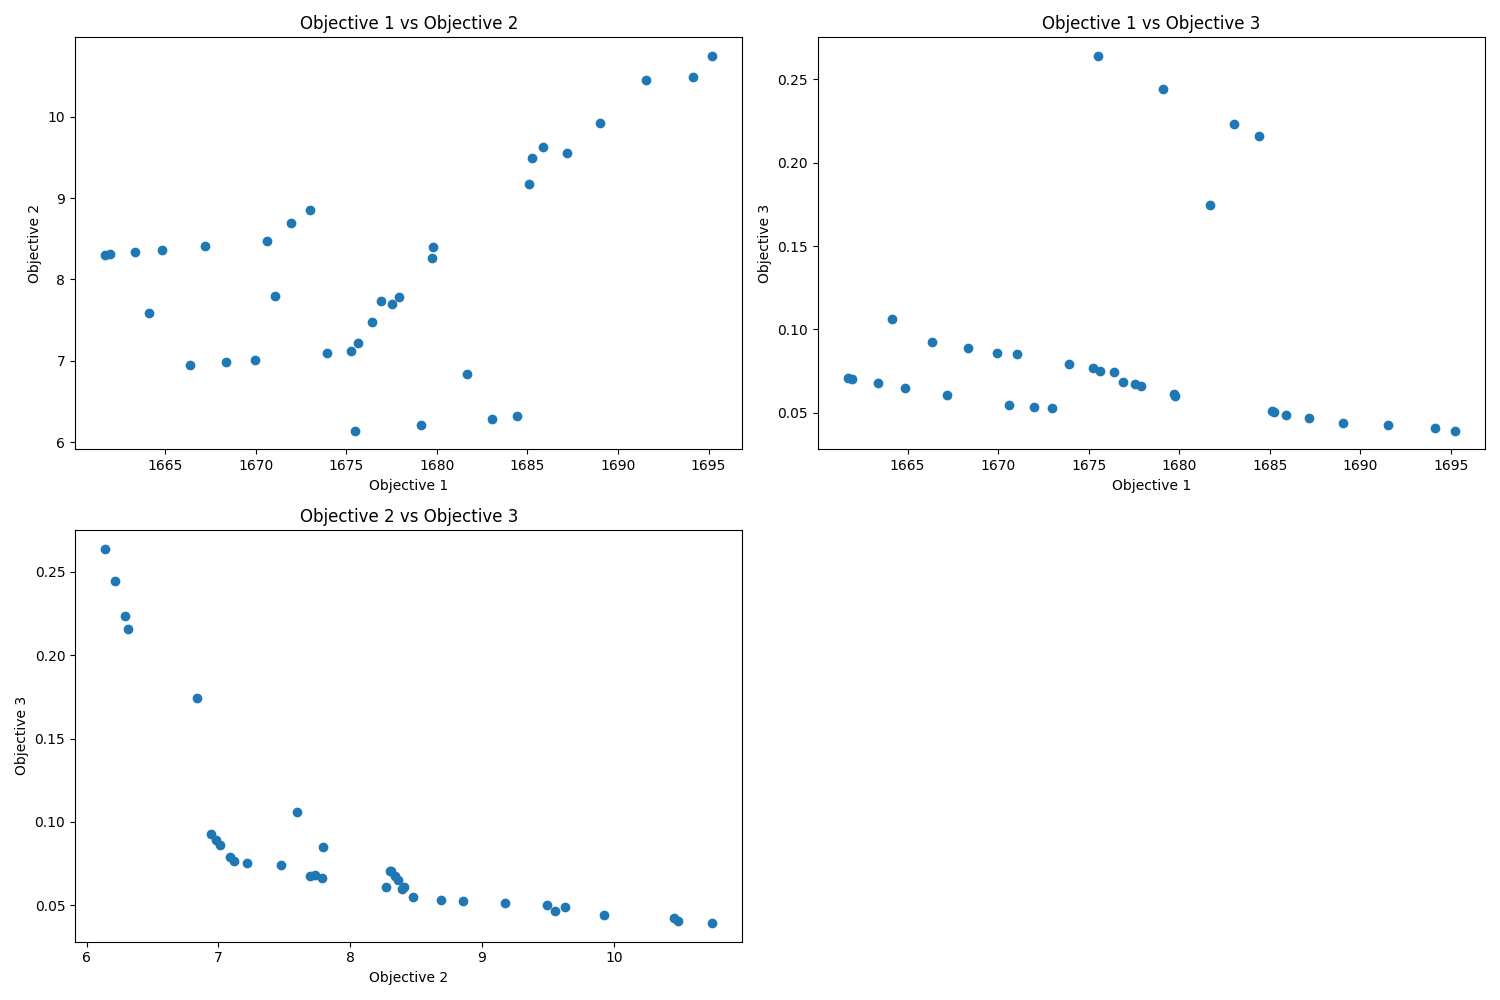 Objective 1 vs Objective 2
Objective 2
10
9
8
7
6
1665 1670 1675 1680 1685 1690 1695
Objective 1
Objective 1 vs Objective 3
Objective 3
0.25
0.20
0.15
0.10
0.05
1665 1670 1675 1680 1685 1690 1695
Objective 1
Objective 2 vs Objective 3
Objective 3
0.25
0.20
0.15
0.10
0.05
6 7 8 9 10
Objective 2